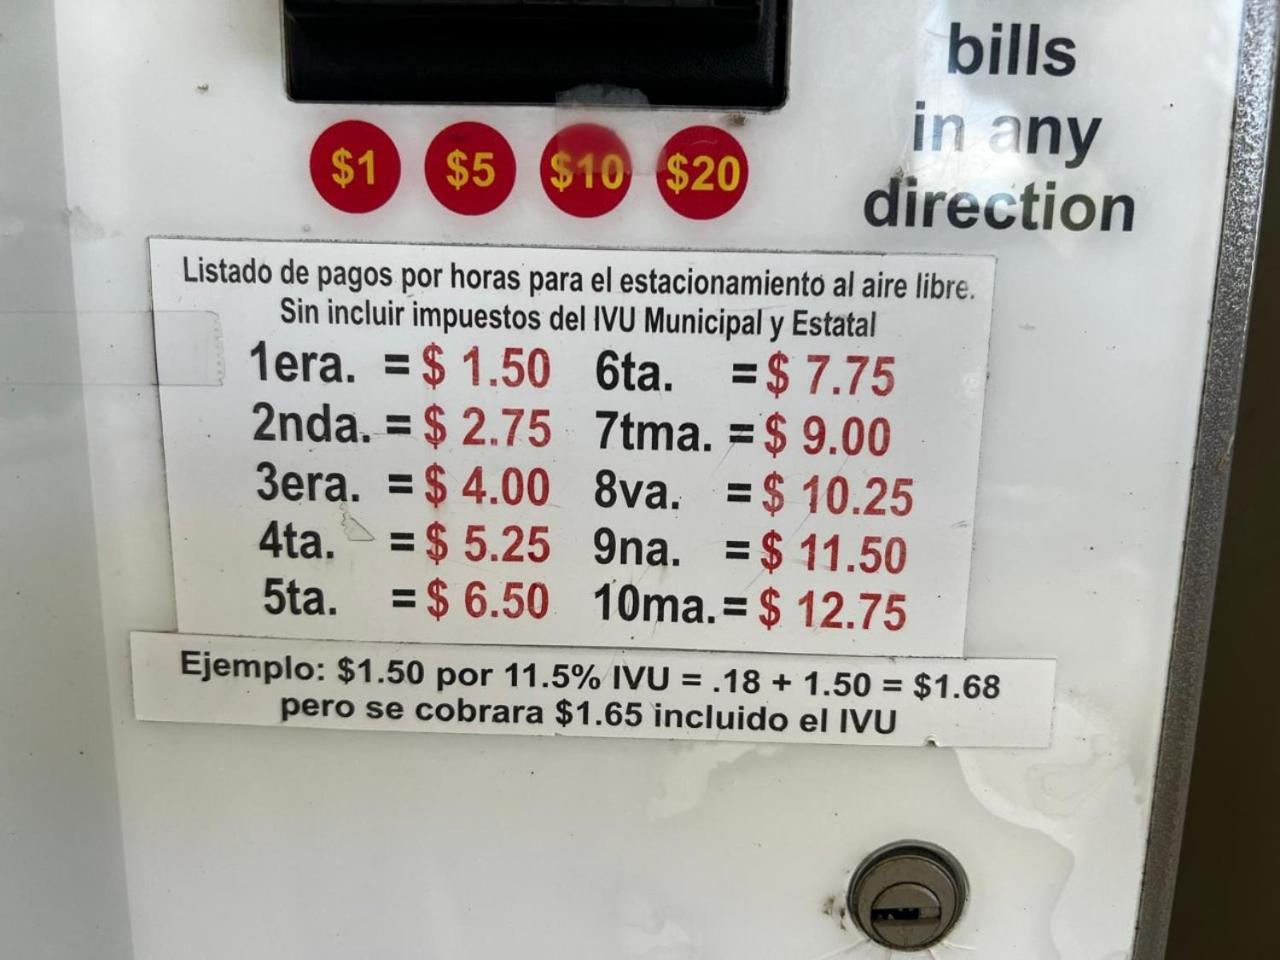 bills
in any
direction
$1 $5 $10 $20
Listado de pagos por horas para el estacionamiento al aire libre.
Sin incluir impuestos del IVU Municipal y Estatal
1era. = $ 1.50 6ta. = $ 7.75
2nda. = $ 2.75 7tma. = $ 9.00
3era. = $ 4.00 8va. = $ 10.25
4ta. = $ 5.25 9na. = $ 11.50
5ta. = $ 6.50 10ma. = $ 12.75
Ejemplo: $1.50 por 11.5% IVU = .18 + 1.50 = $1.68
pero se cobrara $1.65 incluido el IVU